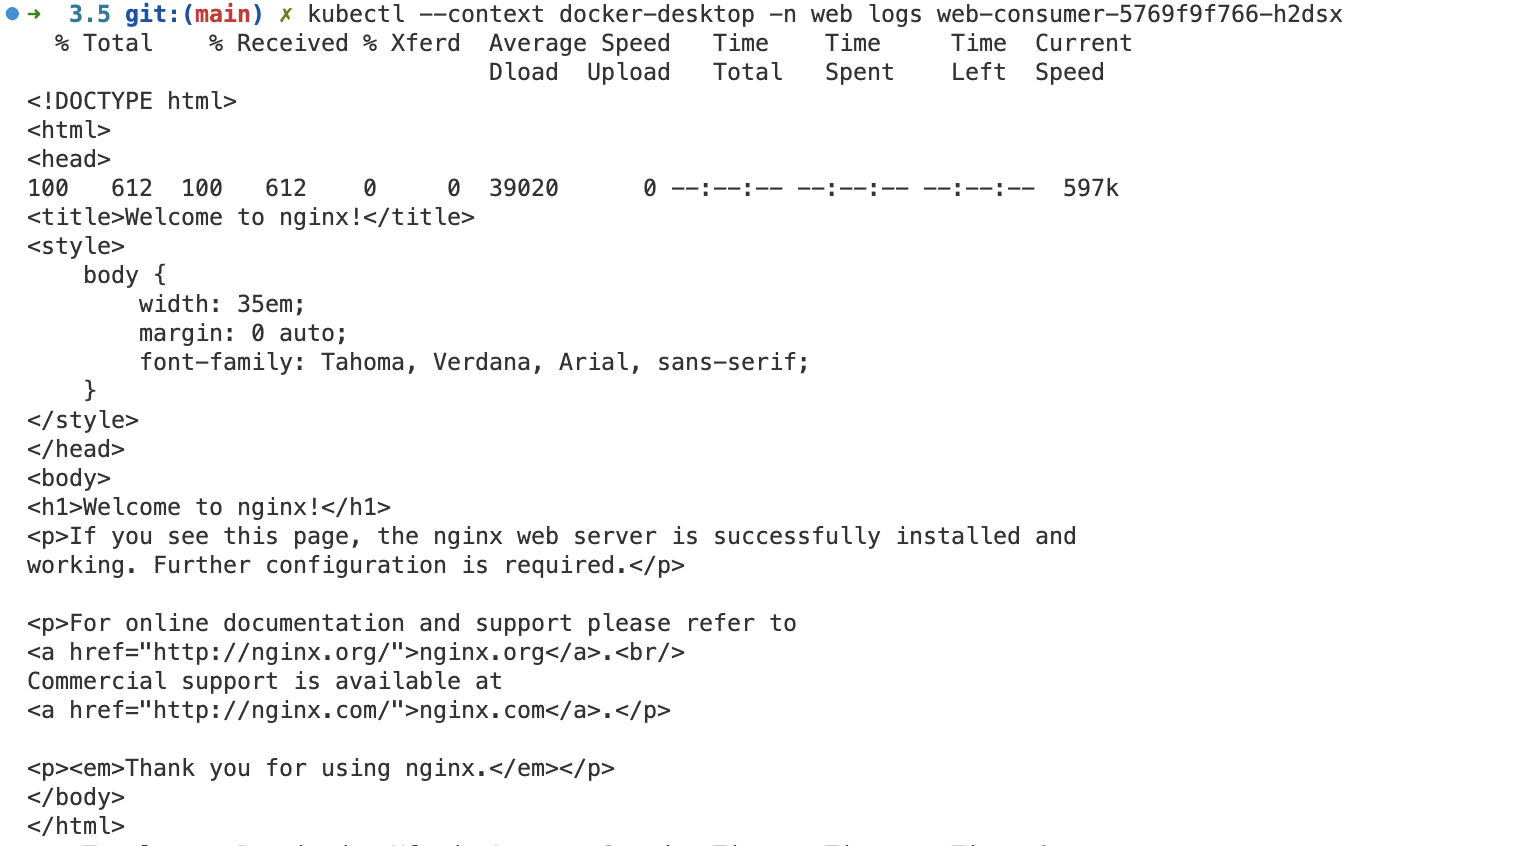 ➜  3.5 git:(main) ✗ kubectl --context docker-desktop -n web logs web-consumer-5769f9f766-h2dsx
  % Total    % Received % Xferd  Average Speed   Time    Time     Time  Current
                                 Dload  Upload   Total   Spent    Left  Speed
<!DOCTYPE html>
<html>
<head>
100   612  100   612    0     0  39020      0 --:--:-- --:--:-- --:--:--  597k
<title>Welcome to nginx!</title>
<style>
    body {
        width: 35em;
        margin: 0 auto;
        font-family: Tahoma, Verdana, Arial, sans-serif;
    }
</style>
</head>
<body>
<h1>Welcome to nginx!</h1>
<p>If you see this page, the nginx web server is successfully installed and
working. Further configuration is required.</p>

<p>For online documentation and support please refer to
<a href="http://nginx.org/">nginx.org</a>.<br/>
Commercial support is available at
<a href="http://nginx.com/">nginx.com</a>.</p>

<p><em>Thank you for using nginx.</em></p>
</body>
</html>